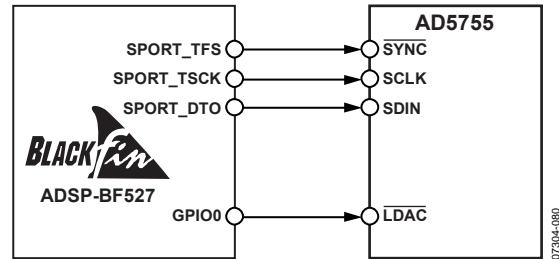 AD5755
SPORT_TFS
SYNC
SPORT_TSCK
SCLK
SPORT_DTO
SDIN
BLACKfin
ADSP-BF527
GPIO0
LDAC
07304-080